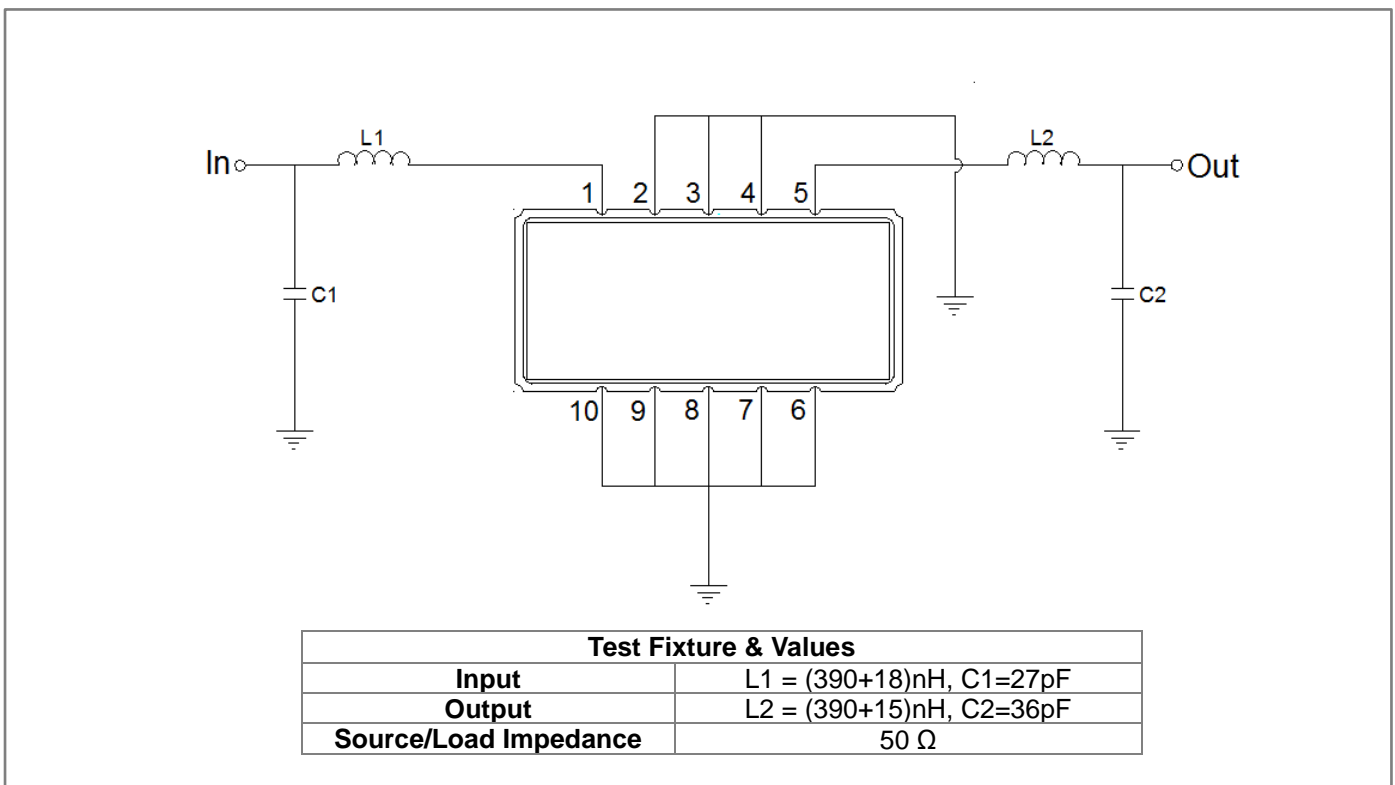 L1
L2
In
Out
1 2 3 4 5
C1
C2
10 9 8 7 6
Test Fixture & Values
Input L1 = (390+18)nH, C1=27pF
Output L2 = (390+15)nH, C2=36pF
Source/Load Impedance 50 Ω